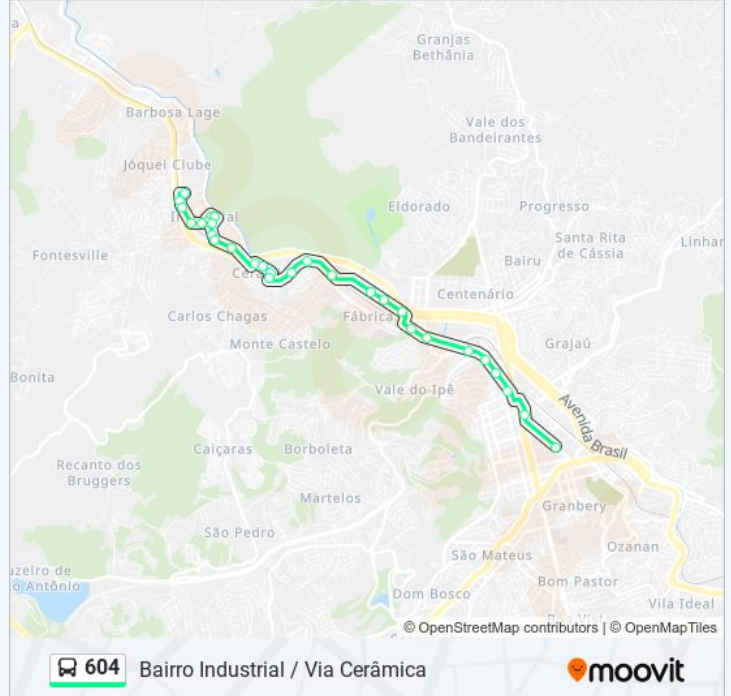 a
Granjas
Bethânia
Barbosa Lage
Vale dos
Bandeirantes
Jóquei Clube
Eldorado
Progresso
Santa Rita
de Cássia
Linhar
Fontesville
Bairu
Centenário
Carlos Chagas
Fábrica
Monte Castelo
Grajaú
Bonita
Vale do Ipê
Avenida Brasil
Caiçaras
Borboleta
Recanto dos
Bruggers
Martelos
Granbery
São Pedro
Ozanan
São Mateus
uzeiro de
to Antônio
Bom Pastor
Dom Bosco
Vila Ideal
© OpenStreetMap contributors | © OpenMapTiles
604 Bairro Industrial / Via Cerâmica
moovit